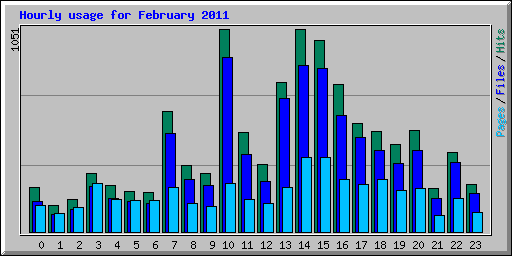 Hourly usage for February 2011
1051
Pages / Files / Hits
0 1 2 3 4 5 6 7 8 9 10 11 12 13 14 15 16 17 18 19 20 21 22 23